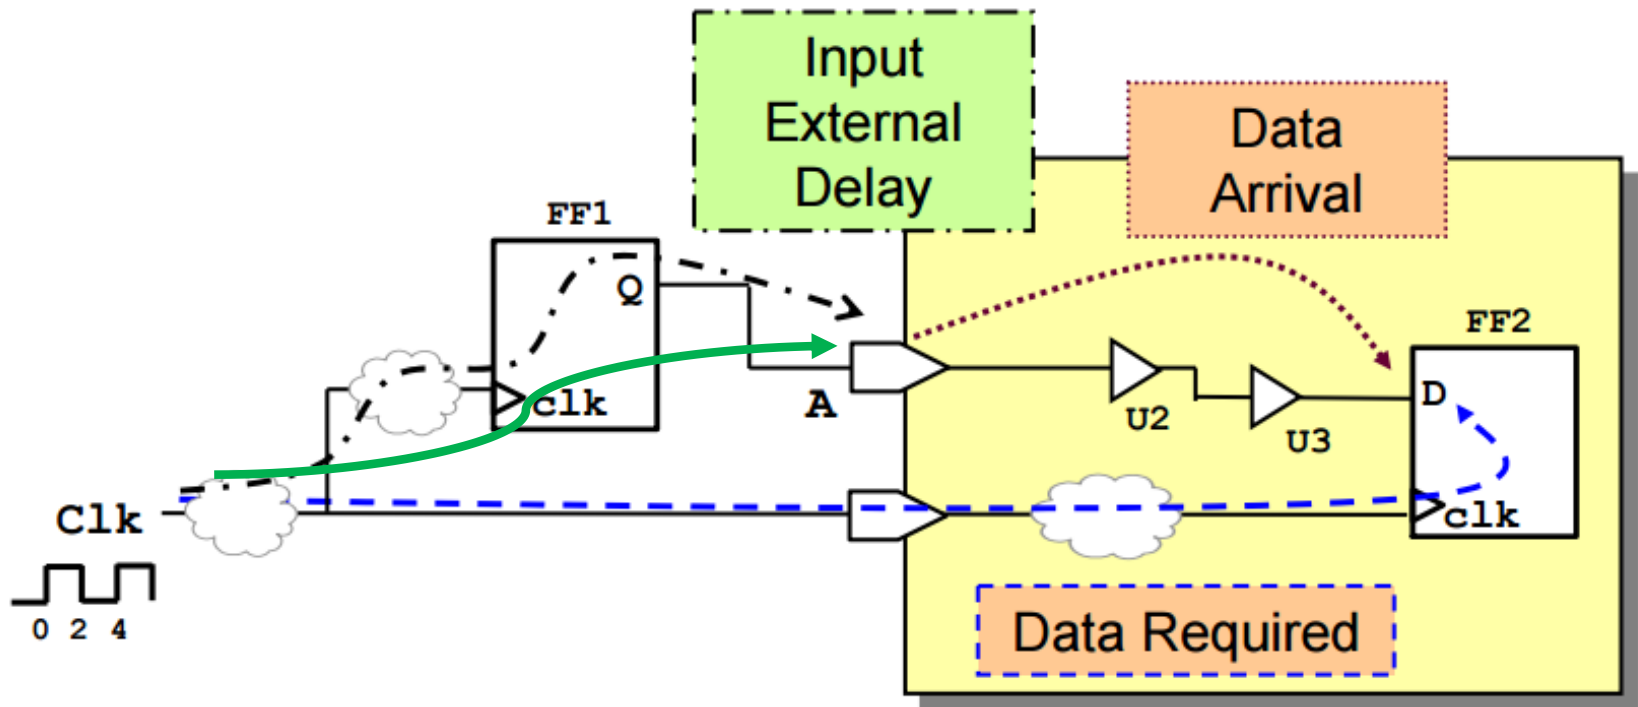 Input
External
Delay
Data
Arrival
FF1
Q
clk
A
U2
U3
FF2
D
clk
Clk
0 2 4
Data Required